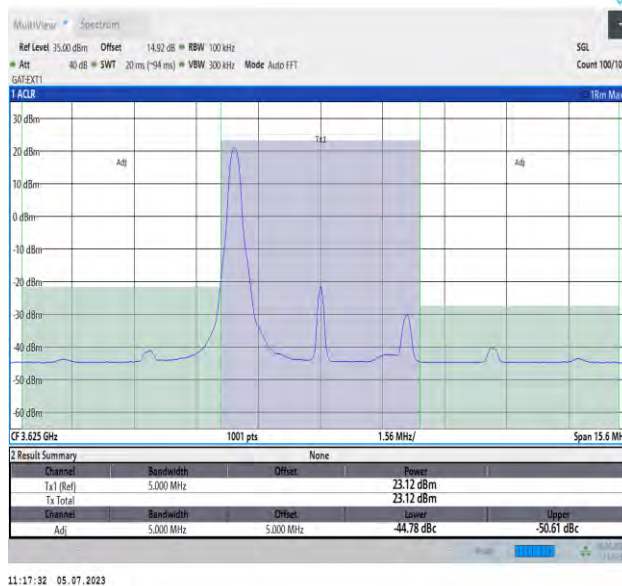 MultiView Spectrum
Ref Level 35.00 dBm Offset 14.92 dB RBW 100 kHz SGL
Att 40 dB SWT 20 ms (~94 ms) VBW 300 kHz Mode Auto FFT Count 100/10
GAT:EXT1
1 ACLR 1Rm Max
30 dBm
Tx1
20 dBm
Adj Adj
10 dBm
0 dBm
-10 dBm
-20 dBm
-30 dBm
-40 dBm
-50 dBm
-60 dBm
CF 3.625 GHz 1001 pts 1.56 MHz/ Span 15.6 MH
2 Result Summary None
Channel Bandwidth Offset Power
Tx1 (Ref) 5.000 MHz 23.12 dBm
Tx Total 23.12 dBm
Channel Bandwidth Offset Lower Upper
Adj 5.000 MHz 5.000 MHz -44.78 dBc -50.61 dBc
11:17:32 05.07.2023